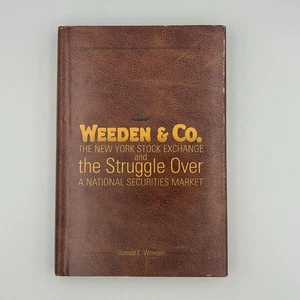 WEEDEN & CO.
THE NEW YORK STOCK EXCHANGE
and
the Struggle Over
A NATIONAL SECURITIES MARKET
Donald E. Weeden